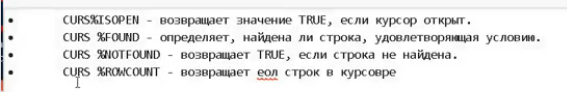 • CURS%ISOPEN - возвращает значение TRUE, если курсор открыт.
• CURS %FOUND - определяет, найдена ли строка, удовлетворяющая условию.
• CURS %NOTFOUND - возвращает TRUE, если строка не найдена.
• CURS %ROWCOUNT - возвращает еол строк в курсовре